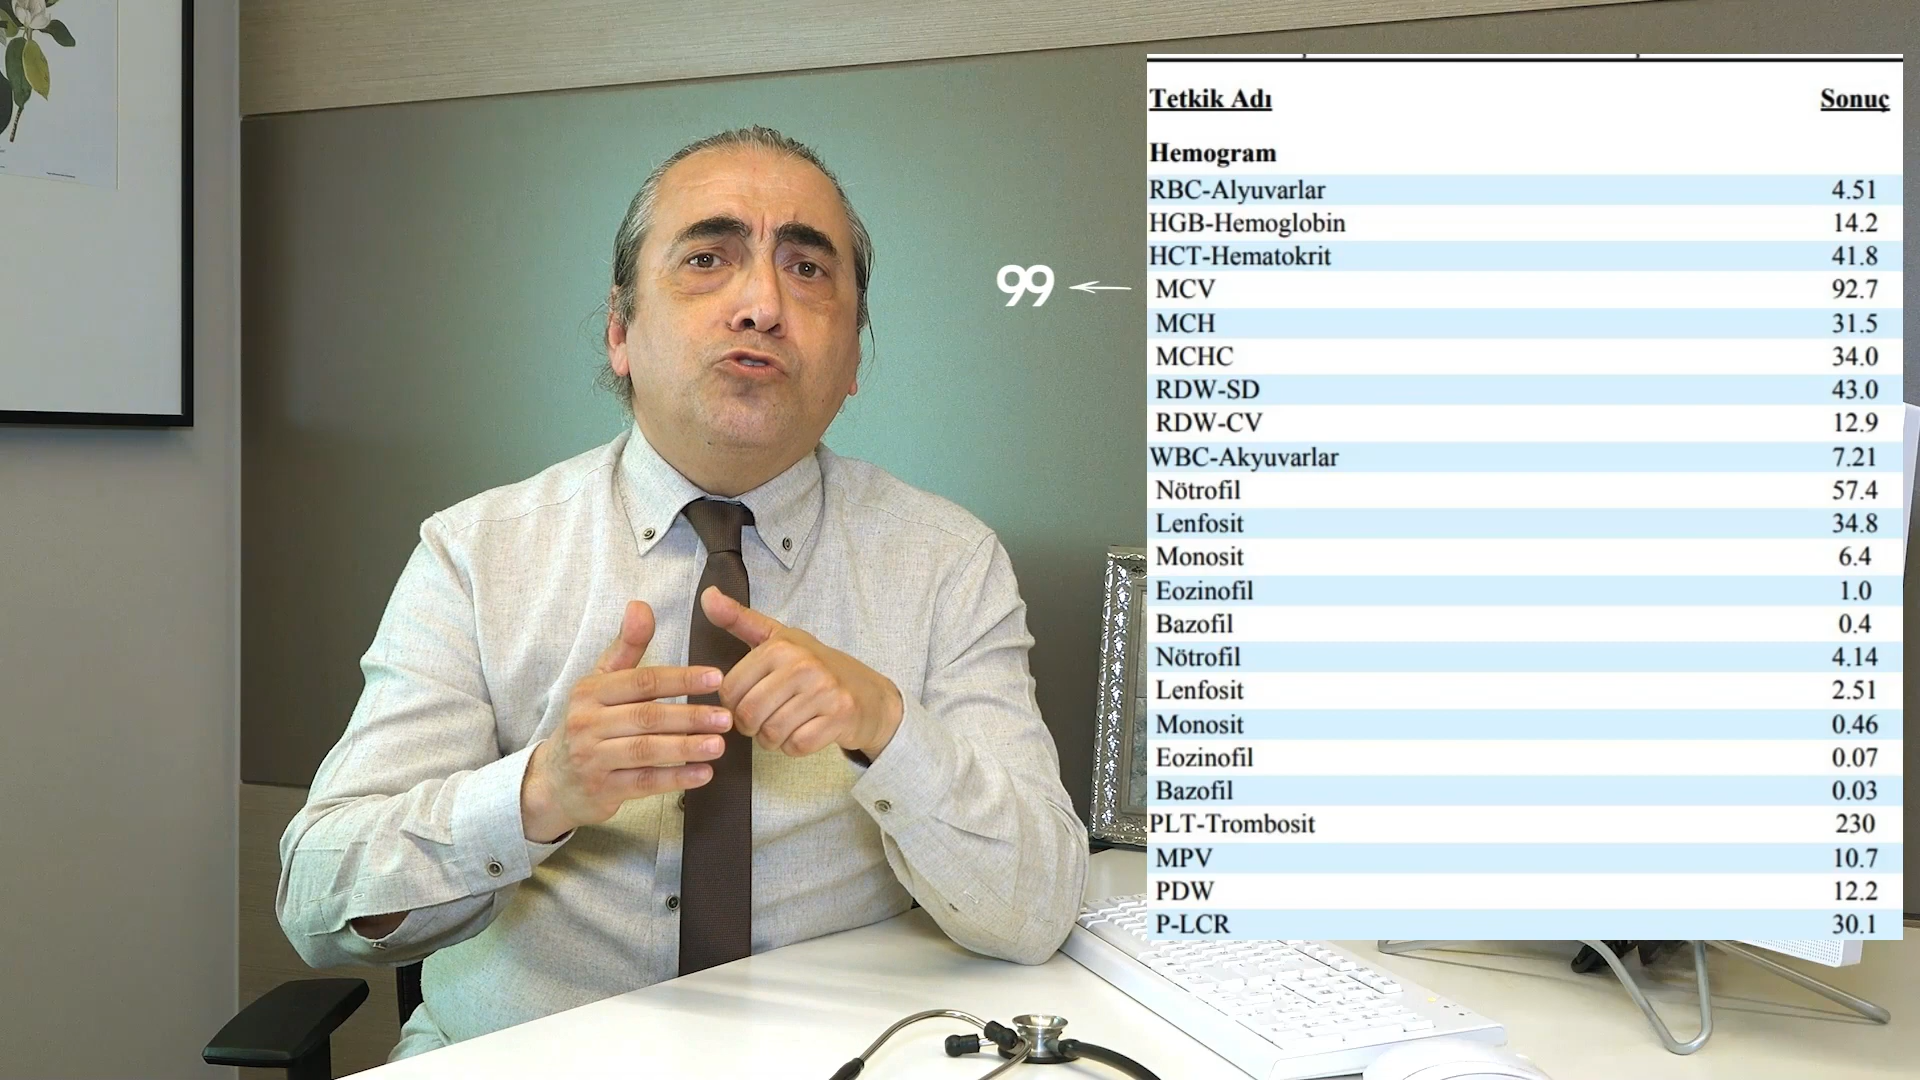 Tetkik Adı Sonuç
Hemogram
RBC-Alyuvarlar 4.51
HGB-Hemoglobin 14.2
HCT-Hematokrit 41.8
99 ← MCV 92.7
MCH 31.5
MCHC 34.0
RDW-SD 43.0
RDW-CV 12.9
WBC-Akyuvarlar 7.21
Nötrofil 57.4
Lenfosit 34.8
Monosit 6.4
Eozinofil 1.0
Bazofil 0.4
Nötrofil 4.14
Lenfosit 2.51
Monosit 0.46
Eozinofil 0.07
Bazofil 0.03
PLT-Trombosit 230
MPV 10.7
PDW 12.2
P-LCR 30.1